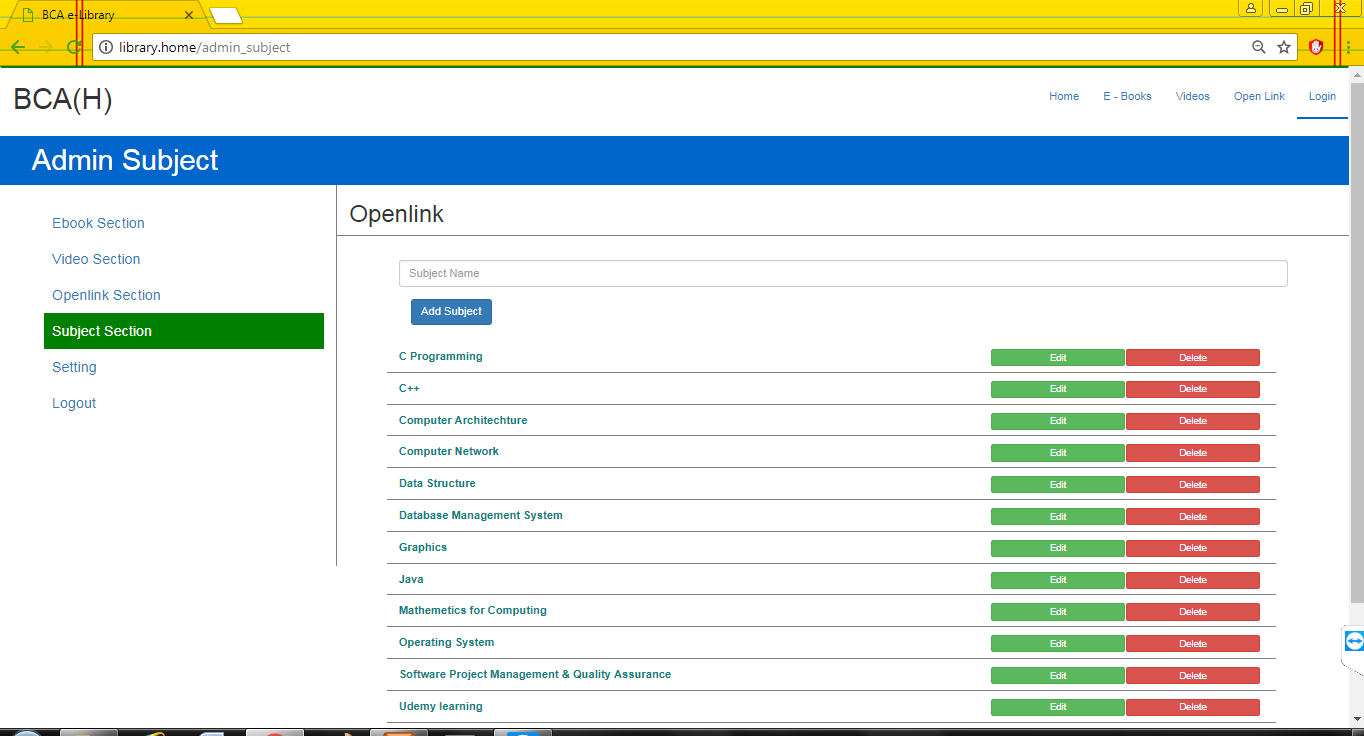 BCA e-Library
library.home/admin_subject
BCA(H)
Home E - Books Videos Open Link Login
Admin Subject
Ebook Section
Video Section
Openlink Section
Subject Section
Setting
Logout
Openlink
Subject Name
Add Subject
C Programming Edit Delete
C++ Edit Delete
Computer Architechture Edit Delete
Computer Network Edit Delete
Data Structure Edit Delete
Database Management System Edit Delete
Graphics Edit Delete
Java Edit Delete
Mathemetics for Computing Edit Delete
Operating System Edit Delete
Software Project Management & Quality Assurance Edit Delete
Udemy learning Edit Delete